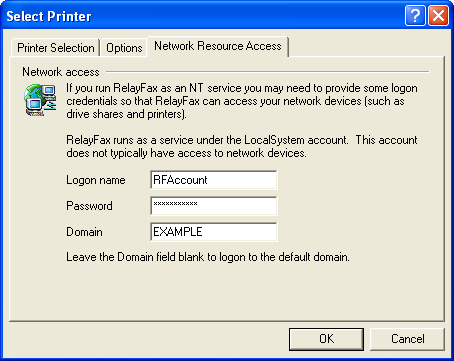 Select Printer
Printer Selection Options Network Resource Access
Network access
If you run RelayFax as an NT service you may need to provide some logon
credentials so that RelayFax can access your network devices (such as
drive shares and printers).
RelayFax runs as a service under the LocalSystem account. This account
does not typically have access to network devices.
Logon name RFAccount
Password ***********
Domain EXAMPLE
Leave the Domain field blank to logon to the default domain.
OK Cancel